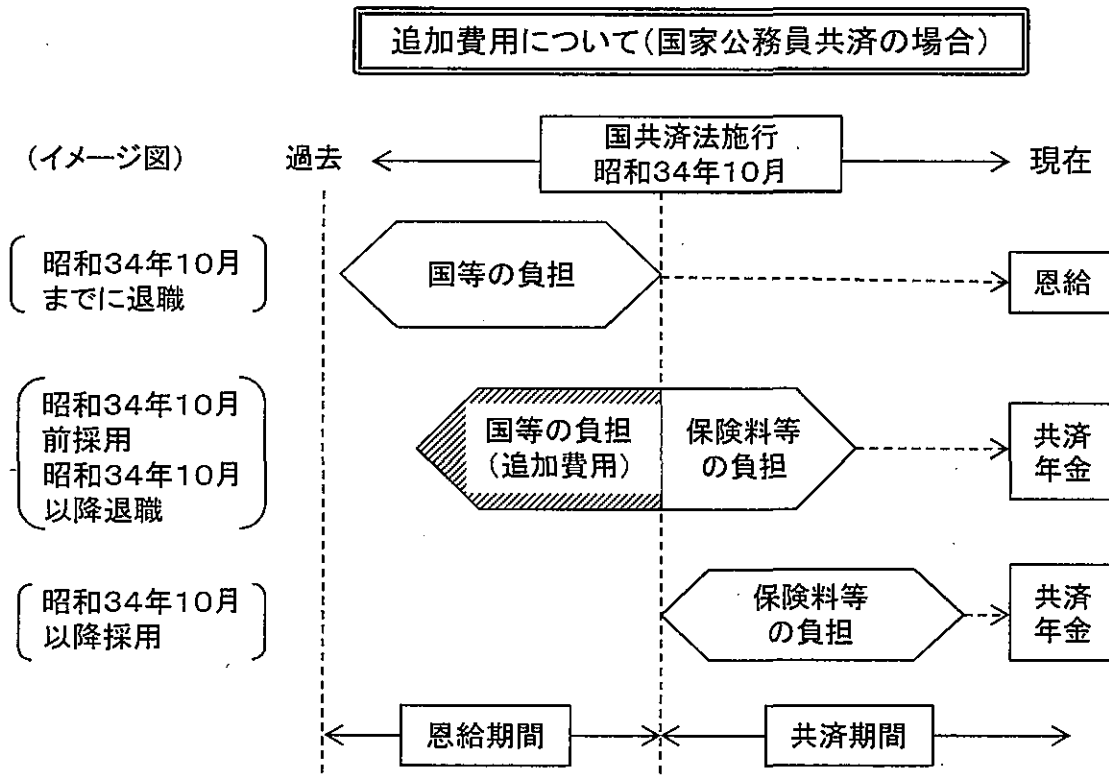 追加費用について(国家公務員共済の場合)
(イメージ図)
過去
国共済法施行
昭和34年10月
現在
昭和34年10月
までに退職
国等の負担
恩給
昭和34年10月
前採用
昭和34年10月
以降退職
国等の負担
(追加費用)
保険料等
の負担
共済
年金
昭和34年10月
以降採用
保険料等
の負担
共済
年金
恩給期間
共済期間